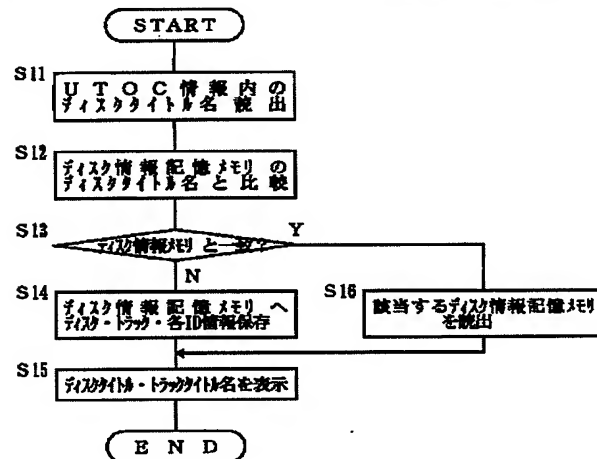 START
S11
UTOC情報内の
ディスクタイトル名読出
S12
ディスク情報記憶メモリの
ディスクタイトル名と比較
S13
ディスク情報メモリと一致?
Y
N
S14
ディスク情報記憶メモリへ
ディスク・トラック・各ID情報保存
S16
該当するディスク情報記憶メモリ
を読出
S15
ディスクタイトル・トラックタイトル名を表示
END